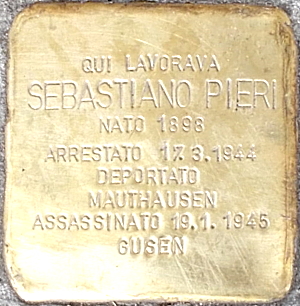 QUI LAVORAVA
SEBASTIANO PIERI
NATO 1898
ARRESTATO 17.3.1944
DEPORTATO
MAUTHAUSEN
ASSASSINATO 19.1.1945
GUSEN